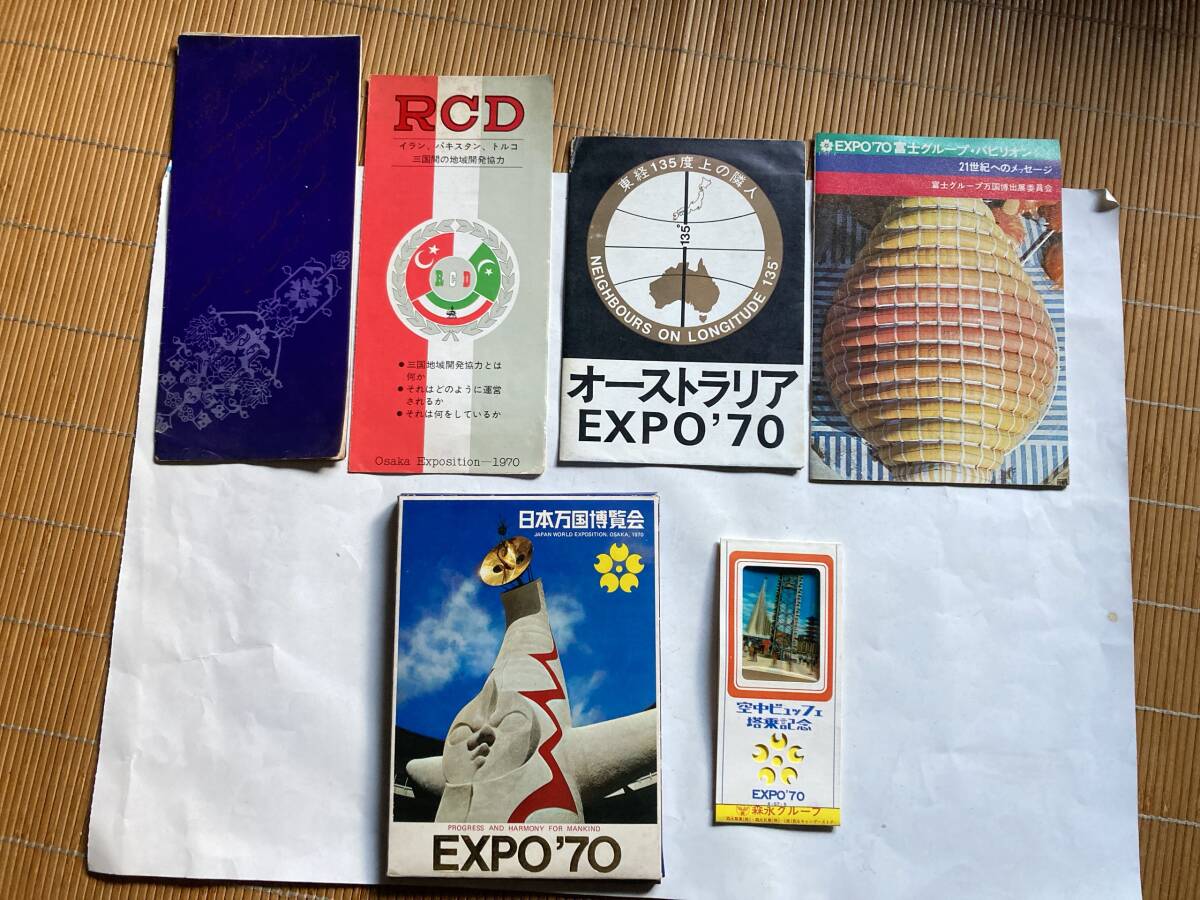 RCD
イラン、パキスタン、トルコ
三国間の地域開発協力
RCD
●三国地域開発協力とは
何か
●それはどのように運営
されるか
●それは何をしているか
Osaka Exposition—1970
東経135度上の隣人
135°
NEIGHBOURS ON LONGITUDE 135°
オーストラリア
EXPO'70
EXPO'70 富士グループ・パビリオン
21世紀へのメッセージ
富士グループ万国博出展委員会
日本万国博覧会
JAPAN WORLD EXPOSITION, OSAKA, 1970
PROGRESS AND HARMONY FOR MANKIND
EXPO'70
空中ビュッフェ
塔乗記念
EXPO'70
森永グループ